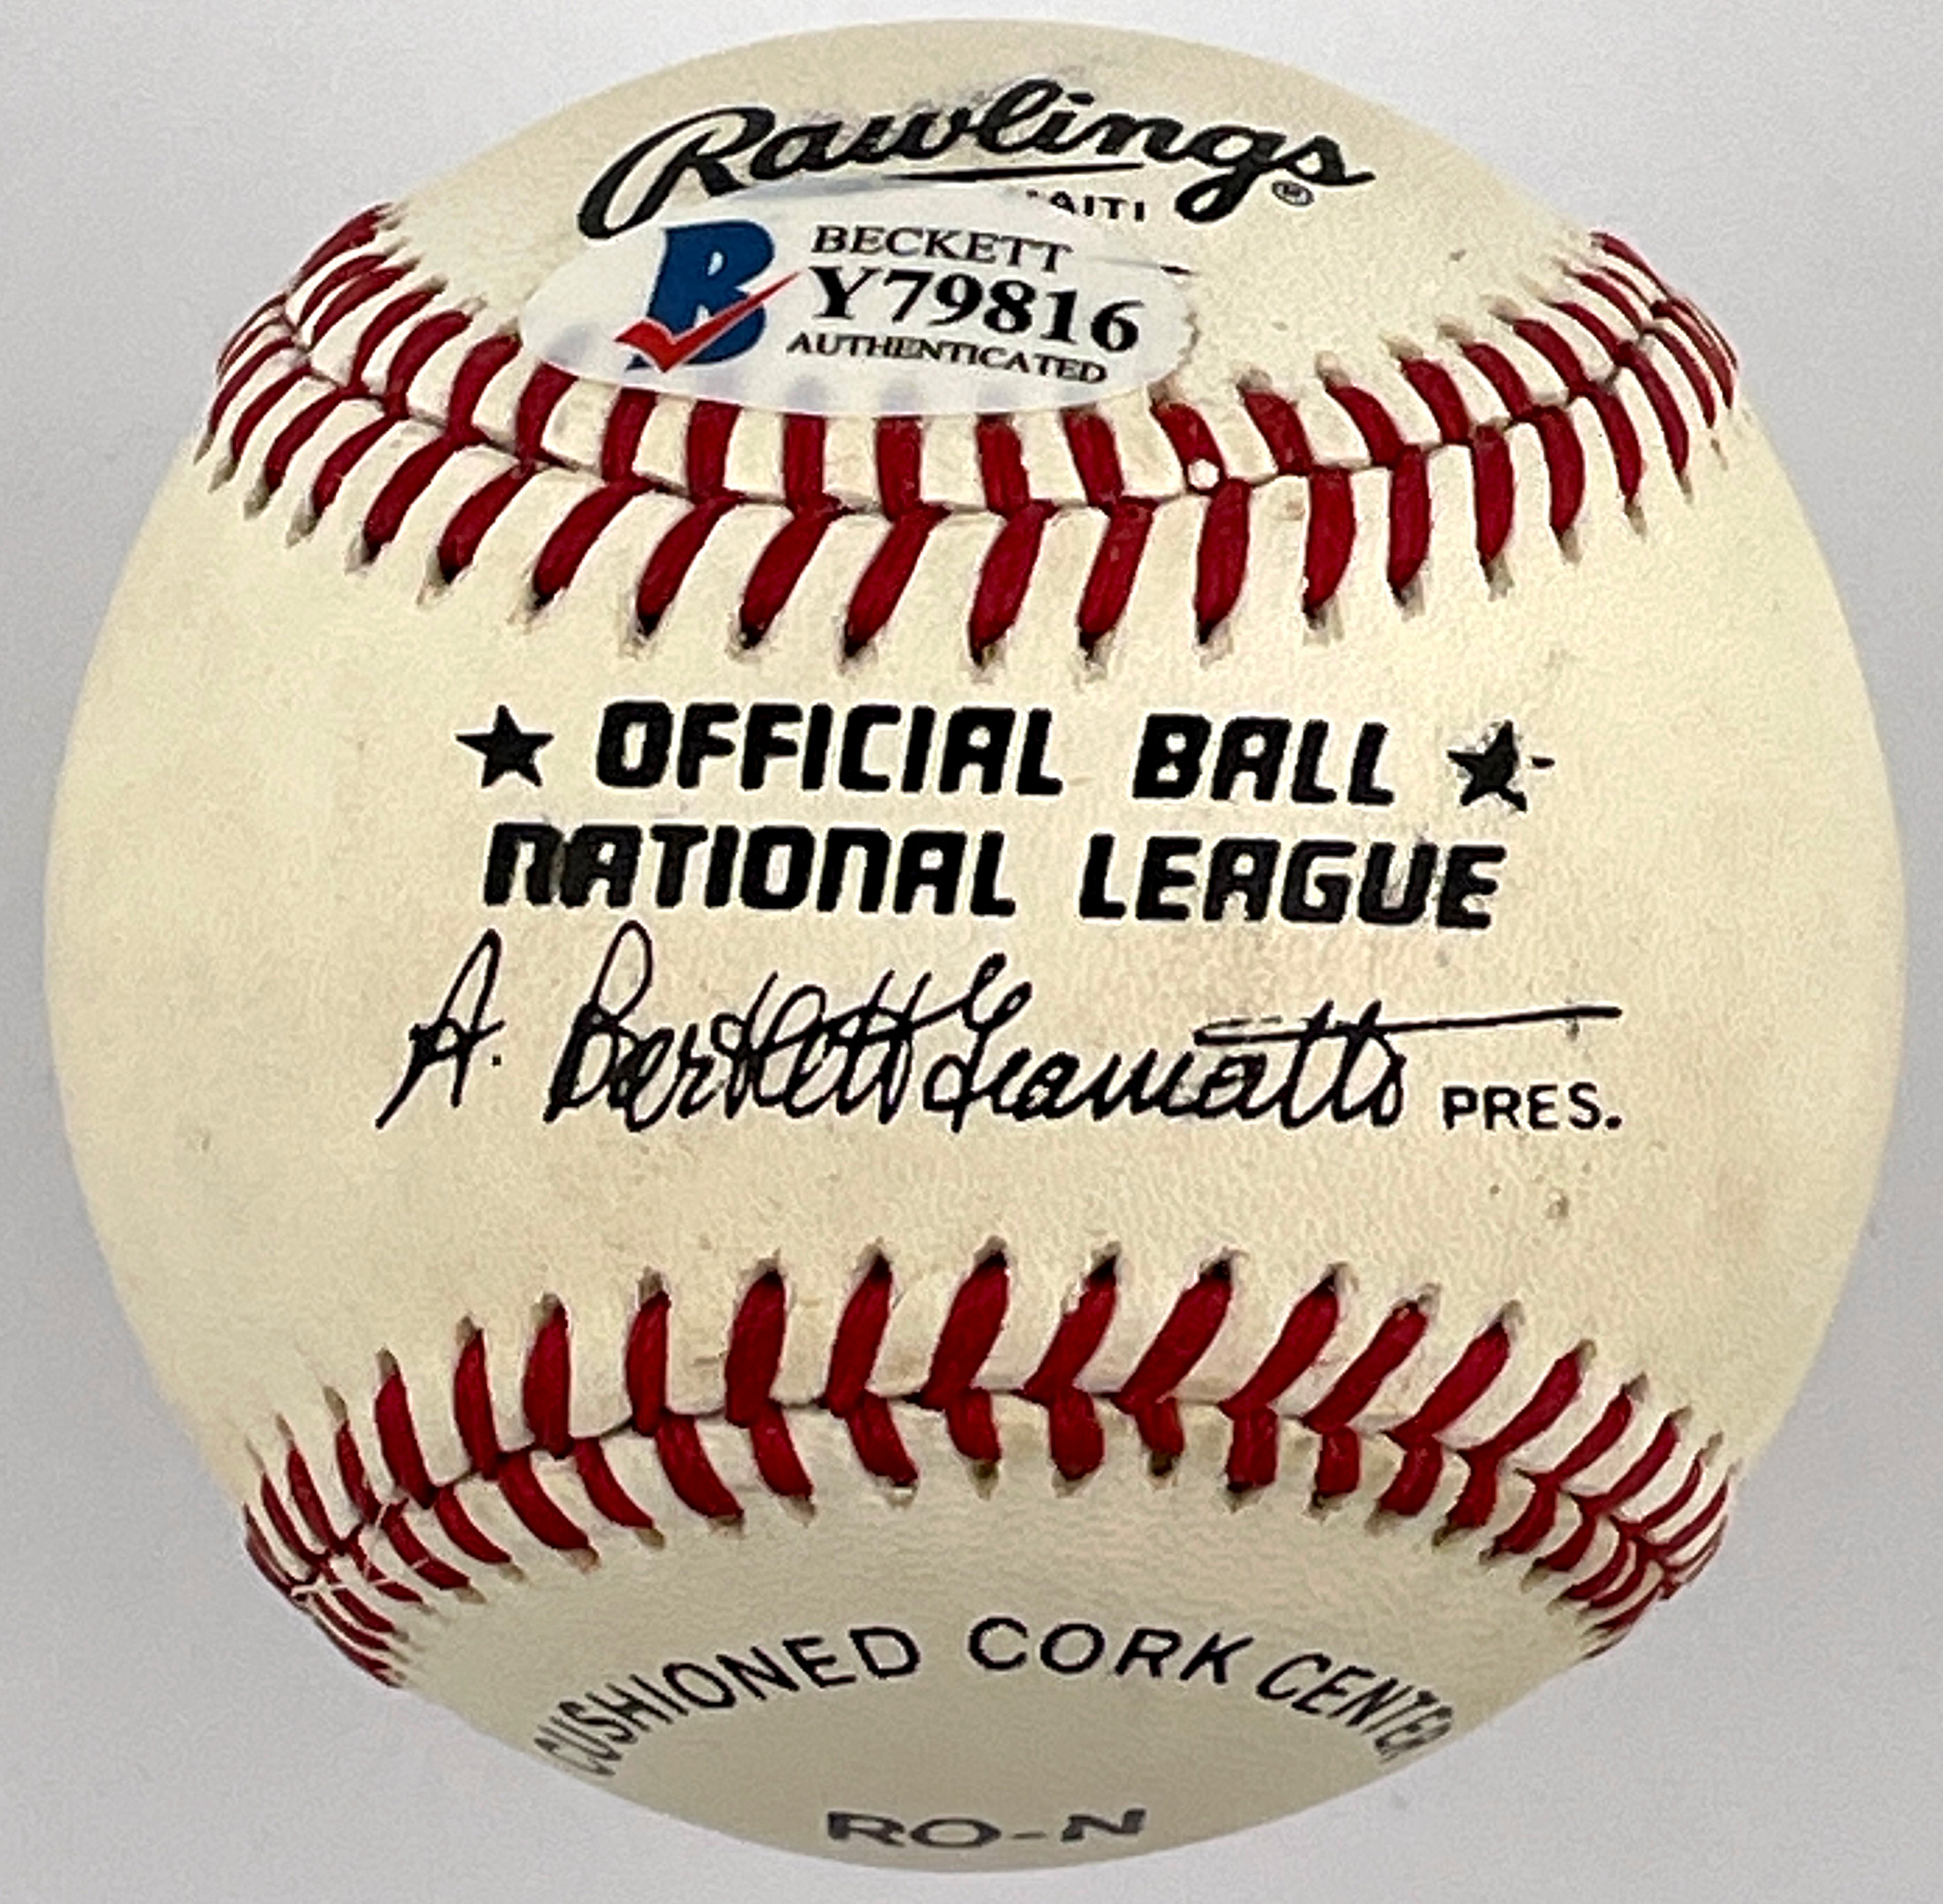 Rawlings®
BECKETT
Y79816
AUTHENTICATED
★ OFFICIAL BALL ★
NATIONAL LEAGUE
A. Bartlett Giamatti PRES.
CUSHIONED CORK CENTER
RO-N